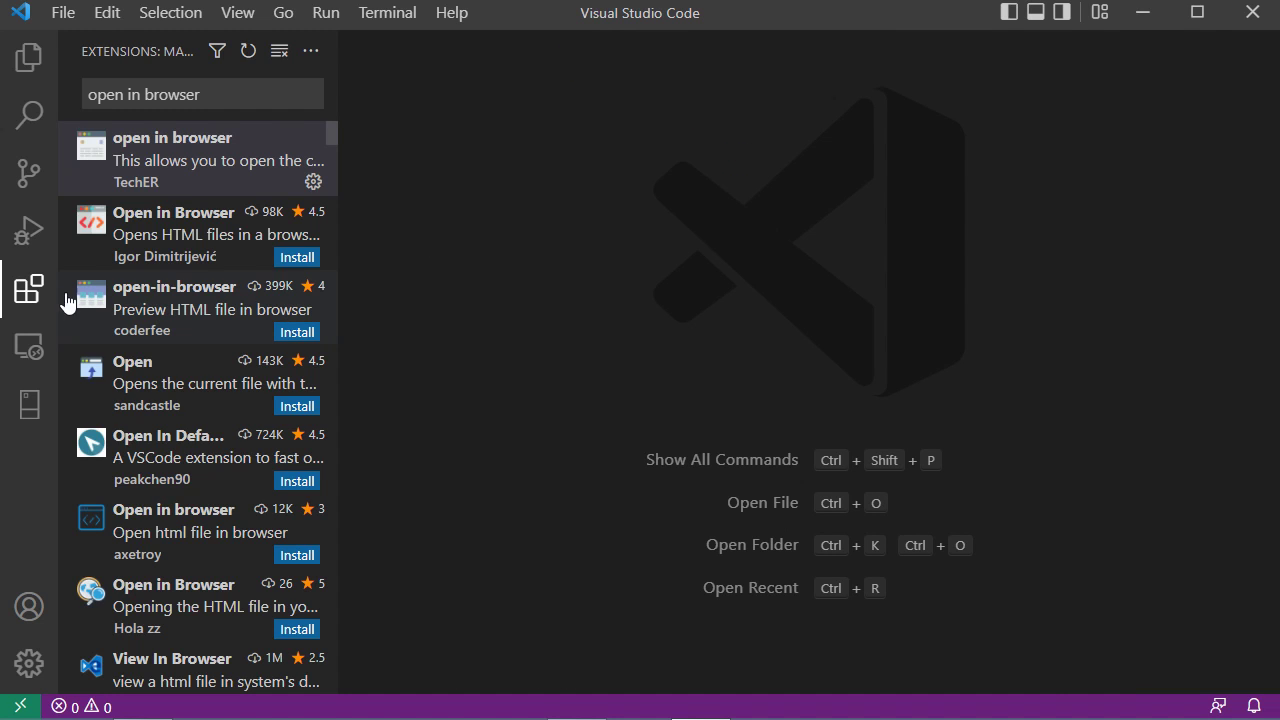 File Edit Selection View Go Run Terminal Help Visual Studio Code
EXTENSIONS: MA...
open in browser
open in browser
This allows you to open the c...
TechER
Open in Browser 98K 4.5
Opens HTML files in a brows...
Igor Dimitrijević Install
open-in-browser 399K 4
Preview HTML file in browser
coderfee Install
Open 143K 4.5
Opens the current file with t...
sandcastle Install
Open In Defa... 724K 4.5
A VSCode extension to fast o...
peakchen90 Install
Open in browser 12K 3
Open html file in browser
axetroy Install
Open in Browser 26 5
Opening the HTML file in yo...
Hola zz Install
View In Browser 1M 2.5
view a html file in system's d...
Show All Commands Ctrl + Shift + P
Open File Ctrl + O
Open Folder Ctrl + K Ctrl + O
Open Recent Ctrl + R
0 0